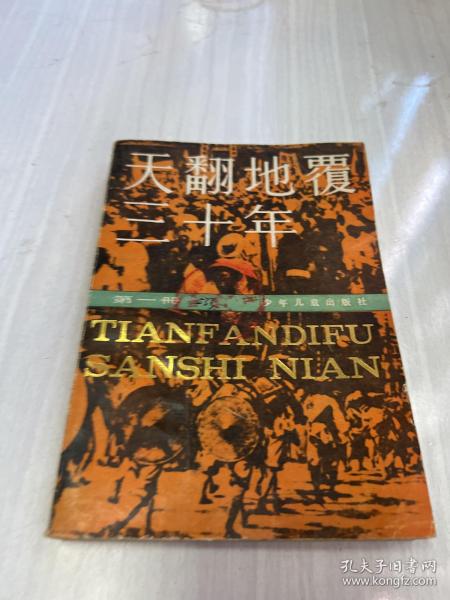 天翻地覆
三十年
第一册 少年儿童出版社
TIANFANDIFU
SANSHI NIAN
孔夫子旧书网
www.kongfz.com